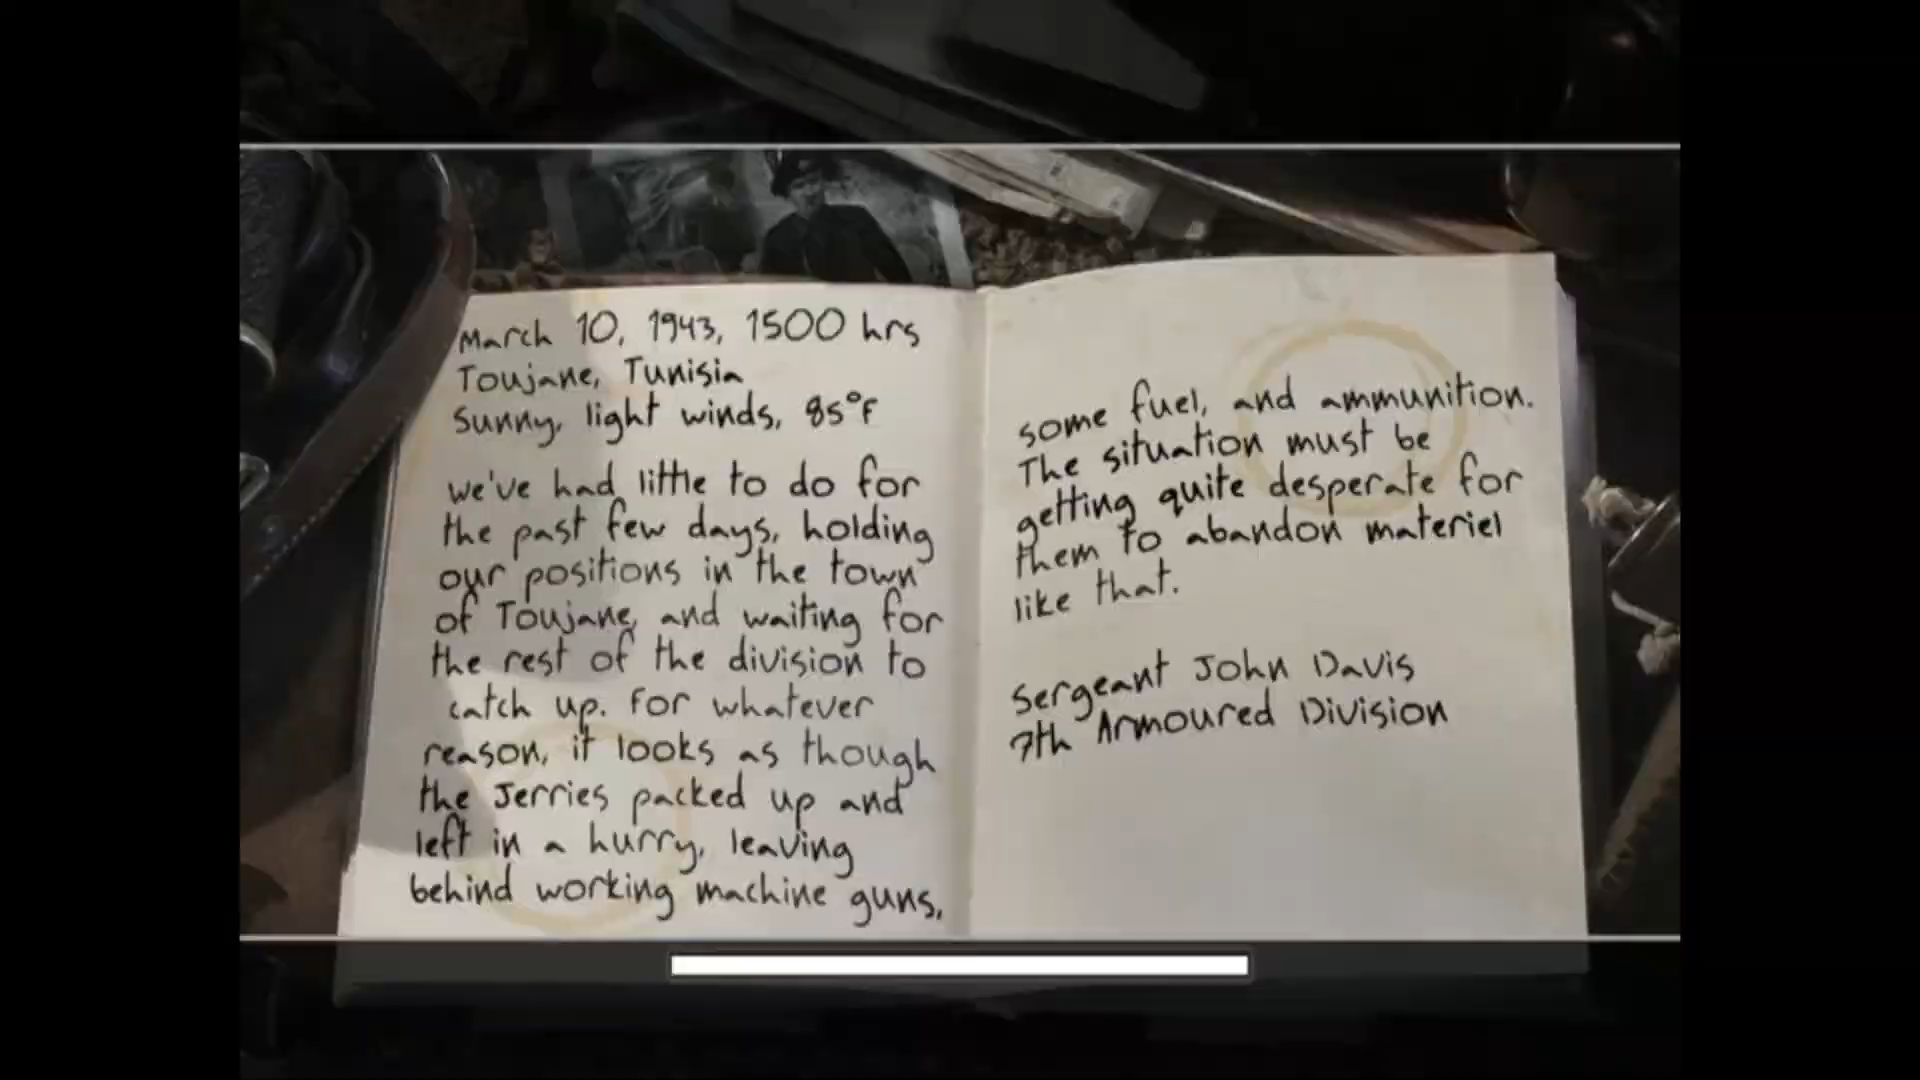 March 10, 1943, 1500 hrs
Toujane, Tunisia
Sunny, light winds, 85°F
We've had little to do for
the past few days, holding
our positions in the town
of Toujane, and waiting for
the rest of the division to
catch up. For whatever
reason, it looks as though
the Jerries packed up and
left in a hurry, leaving
behind working machine guns,
some fuel, and ammunition.
The situation must be
getting quite desperate for
them to abandon materiel
like that.
Sergeant John Davis
7th Armoured Division